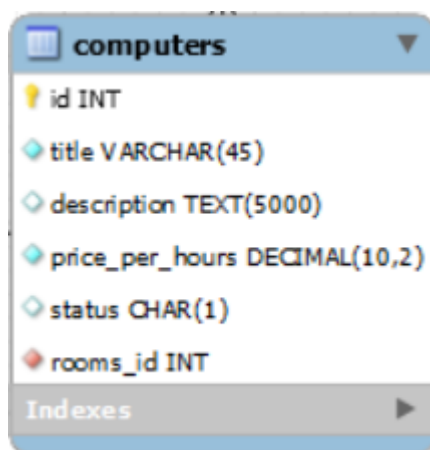 computers
id INT
title VARCHAR(45)
description TEXT(5000)
price_per_hours DECIMAL(10,2)
status CHAR(1)
rooms_id INT
Indexes